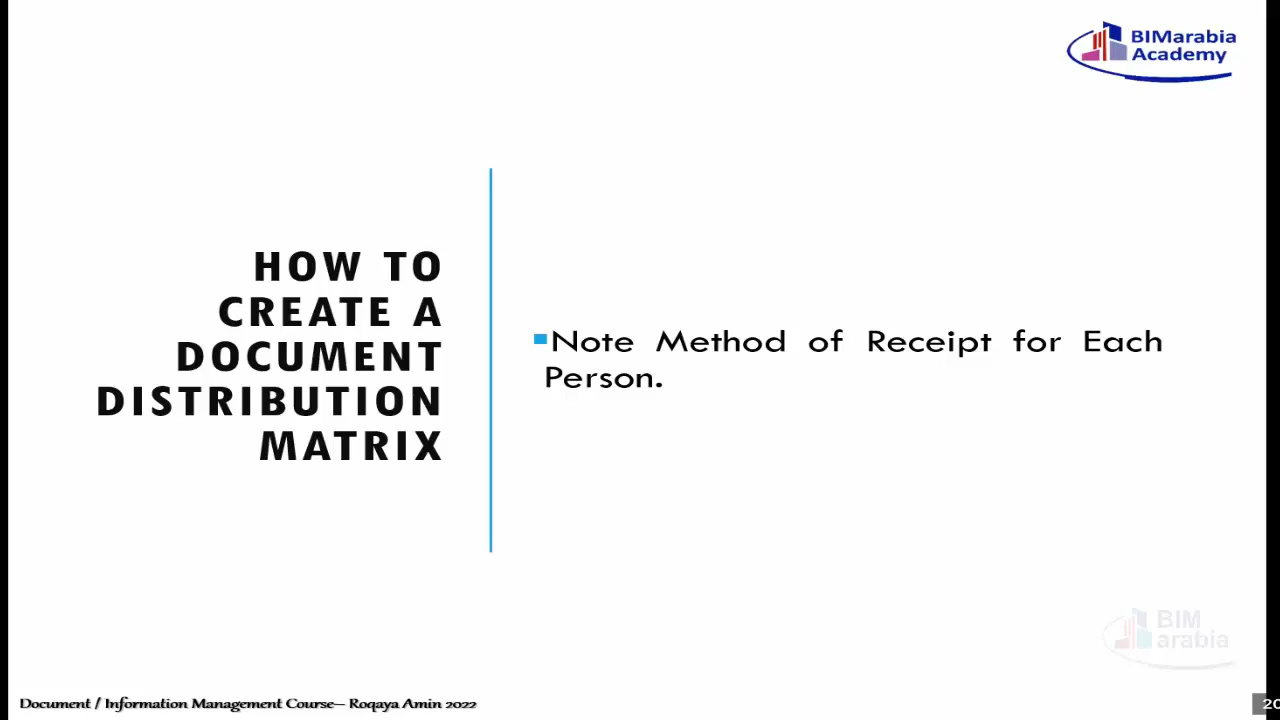 BIMarabia
Academy
HOW TO
CREATE A
DOCUMENT
DISTRIBUTION
MATRIX
Note Method of Receipt for Each
Person.
BIM
arabia
Document / Information Management Course– Roqaya Amin 2022
20